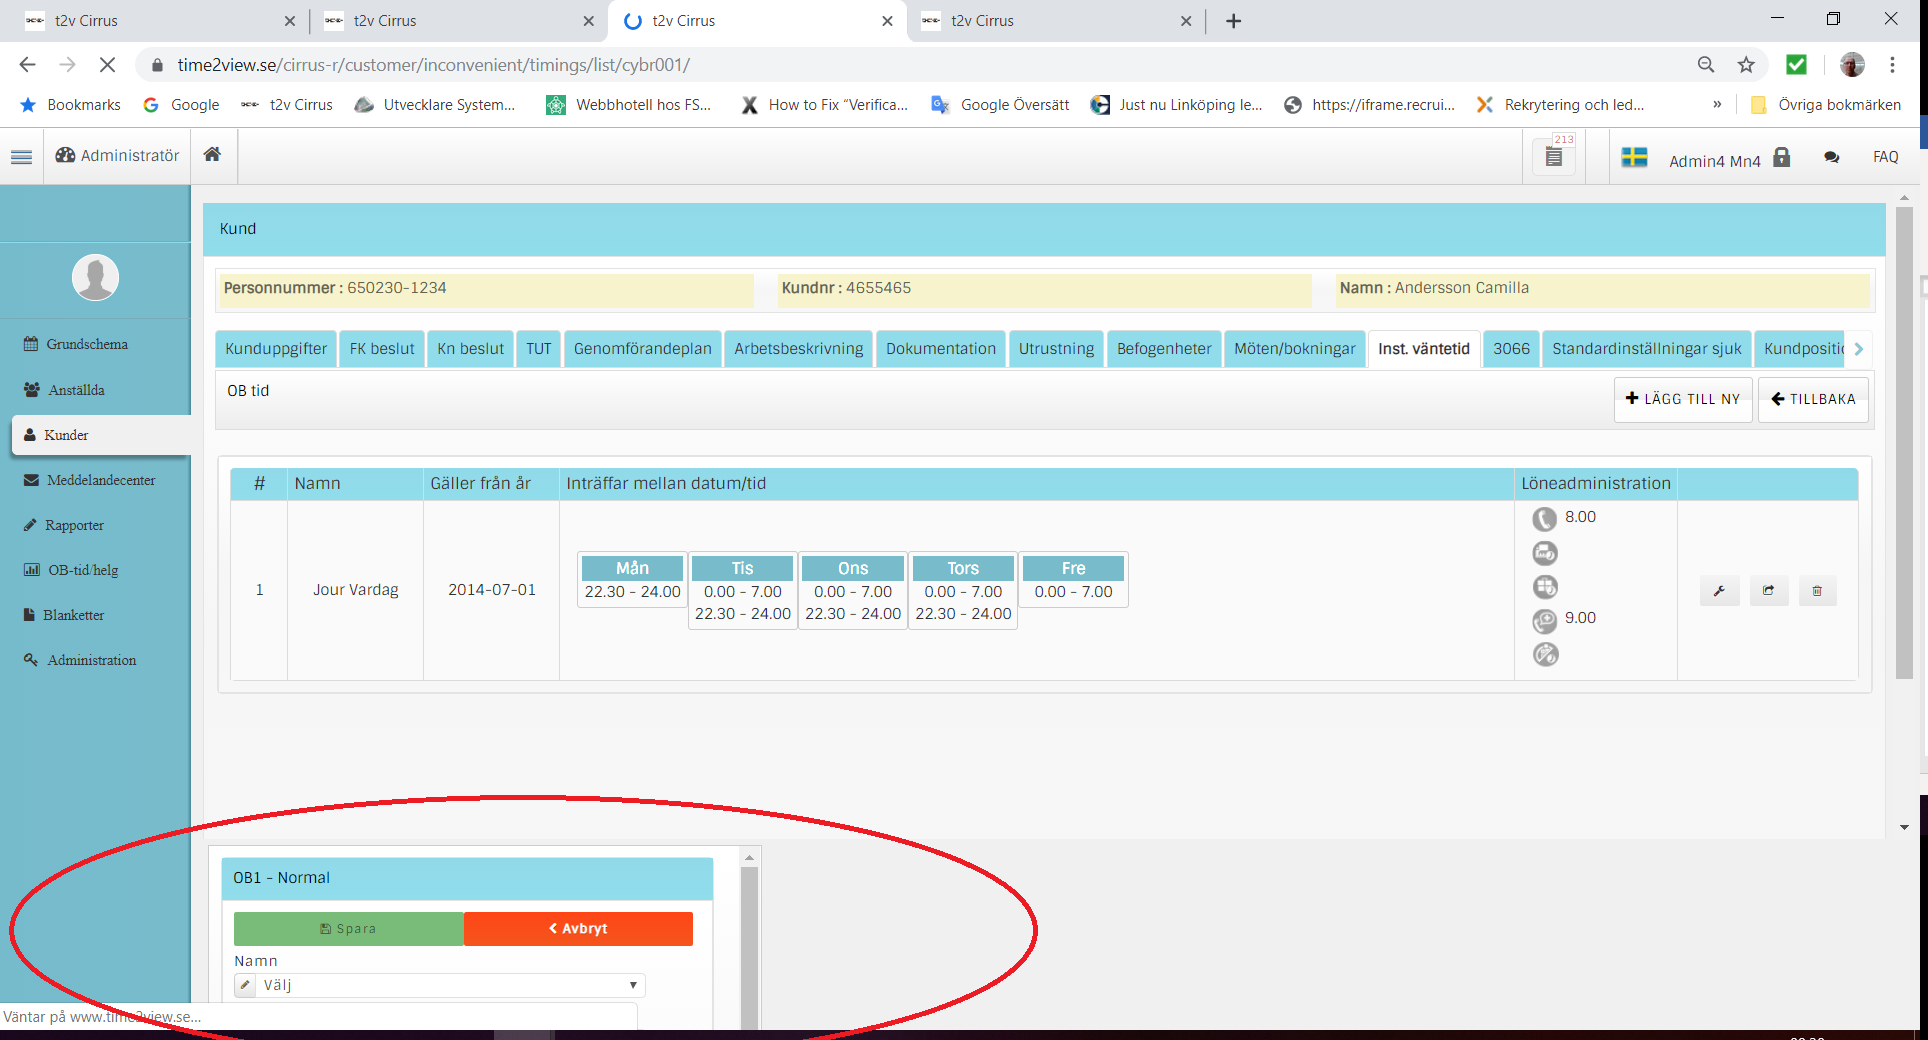 t2v Cirrus
t2v Cirrus
t2v Cirrus
t2v Cirrus
time2view.se/cirrus-r/customer/inconvenient/timings/list/cybr001/
Bookmarks Google t2v Cirrus Utvecklare System... Webbhotell hos FS... How to Fix “Verifica... Google Översätt Just nu Linköping le... https://iframe.recrui... Rekrytering och led... » Övriga bokmärken
Administratör 213 Admin4 Mn4 FAQ
Kund
Personnummer : 650230-1234 Kundnr : 4655465 Namn : Andersson Camilla
Kunduppgifter FK beslut Kn beslut TUT Genomförandeplan Arbetsbeskrivning Dokumentation Utrustning Befogenheter Möten/bokningar Inst. väntetid 3066 Standardinställningar sjuk Kundpositi
OB tid LÄGG TILL NY TILLBAKA
Grundschema
Anställda
Kunder
Meddelandecenter
Rapporter
OB-tid/helg
Blanketter
Administration
# Namn Gäller från år Inträffar mellan datum/tid Löneadministration
1 Jour Vardag 2014-07-01
Mån Tis Ons Tors Fre
22.30 - 24.00 0.00 - 7.00 0.00 - 7.00 0.00 - 7.00 0.00 - 7.00
22.30 - 24.00 22.30 - 24.00 22.30 - 24.00
8.00
9.00
OB1 - Normal
Spara Avbryt
Namn
Välj
Väntar på www.time2view.se...